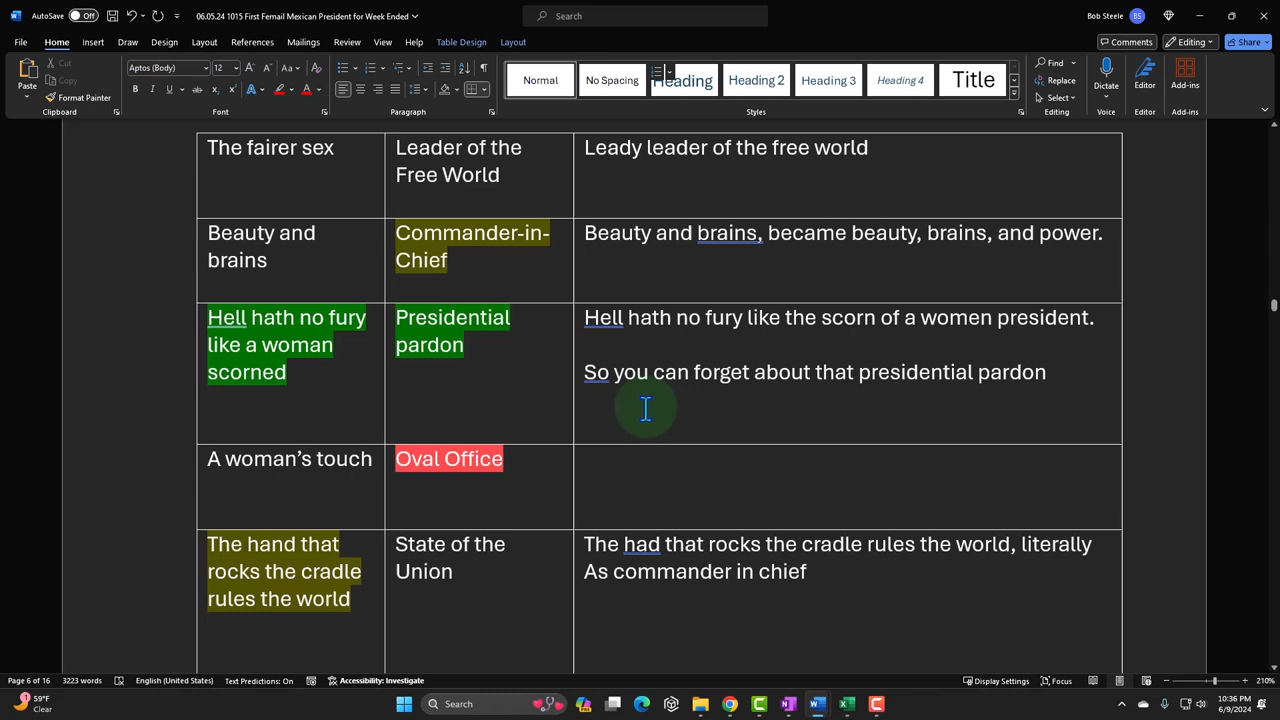 AutoSave Off 06.05.24 1015 First Femail Mexican President for Week Ended Search Bob Steele BS
File Home Insert Draw Design Layout References Mailings Review View Help Table Design Layout Comments Editing Share
Paste Cut Copy Format Painter Clipboard
Aptos (Body) 12 Font
Paragraph
Normal No Spacing Heading Heading 2 Heading 3 Heading 4 Title Styles
Find Replace Select Editing
Dictate Voice
Editor Editor
Add-ins Add-ins
The fairer sex
Leader of the
Free World
Leady leader of the free world
Beauty and
brains
Commander-in-
Chief
Beauty and brains, became beauty, brains, and power.
Hell hath no fury
like a woman
scorned
Presidential
pardon
Hell hath no fury like the scorn of a women president.
So you can forget about that presidential pardon
A woman's touch
Oval Office
The hand that
rocks the cradle
rules the world
State of the
Union
The had that rocks the cradle rules the world, literally
As commander in chief
Page 6 of 16 3223 words English (United States) Text Predictions: On Accessibility: Investigate Display Settings Focus 210%
59°F
Clear
Search
10:36 PM
6/9/2024